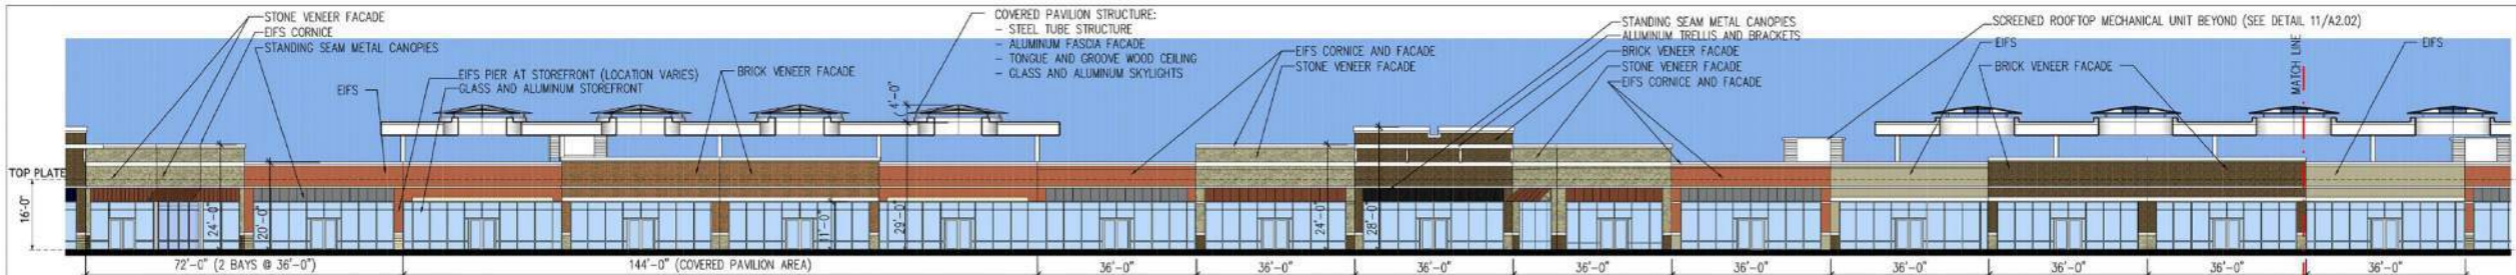 STONE VENEER FACADE
EIFS CORNICE
STANDING SEAM METAL CANOPIES
EIFS
EIFS PIER AT STOREFRONT (LOCATION VARIES)
GLASS AND ALUMINUM STOREFRONT
BRICK VENEER FACADE
COVERED PAVILION STRUCTURE:
- STEEL TUBE STRUCTURE
- ALUMINUM FASCIA FACADE
- TONGUE AND GROOVE WOOD CEILING
- GLASS AND ALUMINUM SKYLIGHTS
EIFS CORNICE AND FACADE
STONE VENEER FACADE
STANDING SEAM METAL CANOPIES
ALUMINUM TRELLIS AND BRACKETS
BRICK VENEER FACADE
STONE VENEER FACADE
EIFS CORNICE AND FACADE
SCREENED ROOFTOP MECHANICAL UNIT BEYOND (SEE DETAIL 11/A2.02)
EIFS
BRICK VENEER FACADE
MATCH LINE
EIFS
TOP PLATE
16'-0"
24'-0"
20'-0"
11'-0"
29'-0"
(4'-0"
24'-0"
28'-0"
72'-0" (2 BAYS @ 36'-0")
144'-0" (COVERED PAVILION AREA)
36'-0"
36'-0"
36'-0"
36'-0"
36'-0"
36'-0"
36'-0"
36'-0"
36'-0"